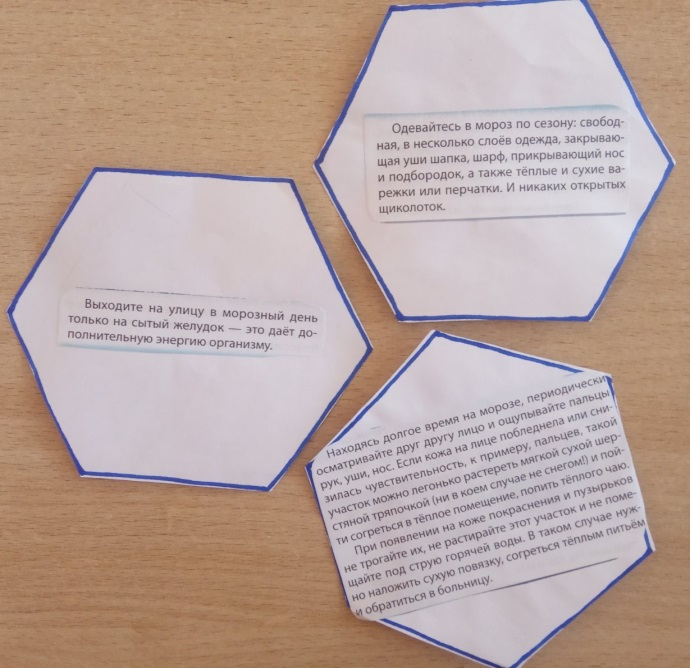 Одевайтесь в мороз по сезону: свобод-
ная, в несколько слоёв одежда, закрываю-
щая уши шапка, шарф, прикрывающий нос
и подбородок, а также тёплые и сухие ва-
режки или перчатки. И никаких открытых
щиколоток.
Выходите на улицу в морозный день
только на сытый желудок — это даёт до-
полнительную энергию организму.
Находясь долгое время на морозе, периодически
осматривайте друг другу лицо и ощупывайте пальцы
рук, уши, нос. Если кожа на лице побледнела или сни-
зилась чувствительность, к примеру, пальцев, такой
участок можно легонько растереть мягкой сухой шер-
стяной тряпочкой (ни в коем случае не снегом!) и пой-
ти согреться в тёплое помещение, попить тёплого чаю.
При появлении на коже покраснения и пузырьков
не трогайте их, не растирайте этот участок и не поме-
щайте под струю горячей воды. В таком случае нуж-
но наложить сухую повязку, согреться тёплым питьём
и обратиться в больницу.